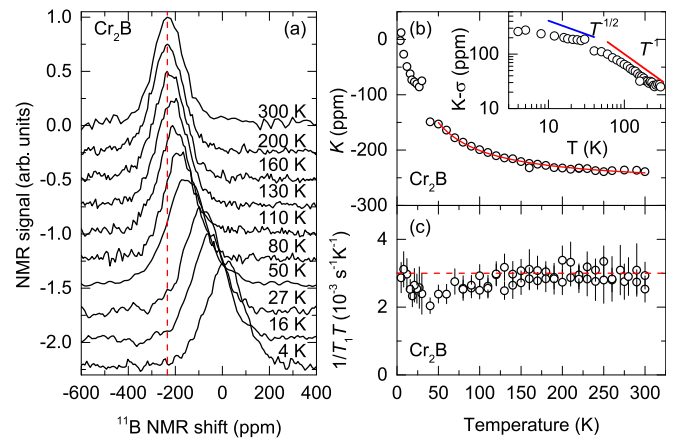 Cr2B
(a)
1.0
0.5
0.0
-0.5
-1.0
-1.5
-2.0
NMR signal (arb. units)
300 K
200 K
160 K
130 K
110 K
80 K
50 K
27 K
16 K
4 K
-600 -400 -200 0 200 400
11B NMR shift (ppm)
(b)
0
-100
-200
-300
K (ppm)
Cr2B
T1/2
T-1
100
10
K-σ (ppm)
10 100
T (K)
(c)
4
2
0
1/T1T (10-3 s-1K-1)
Cr2B
0 50 100 150 200 250 300
Temperature (K)